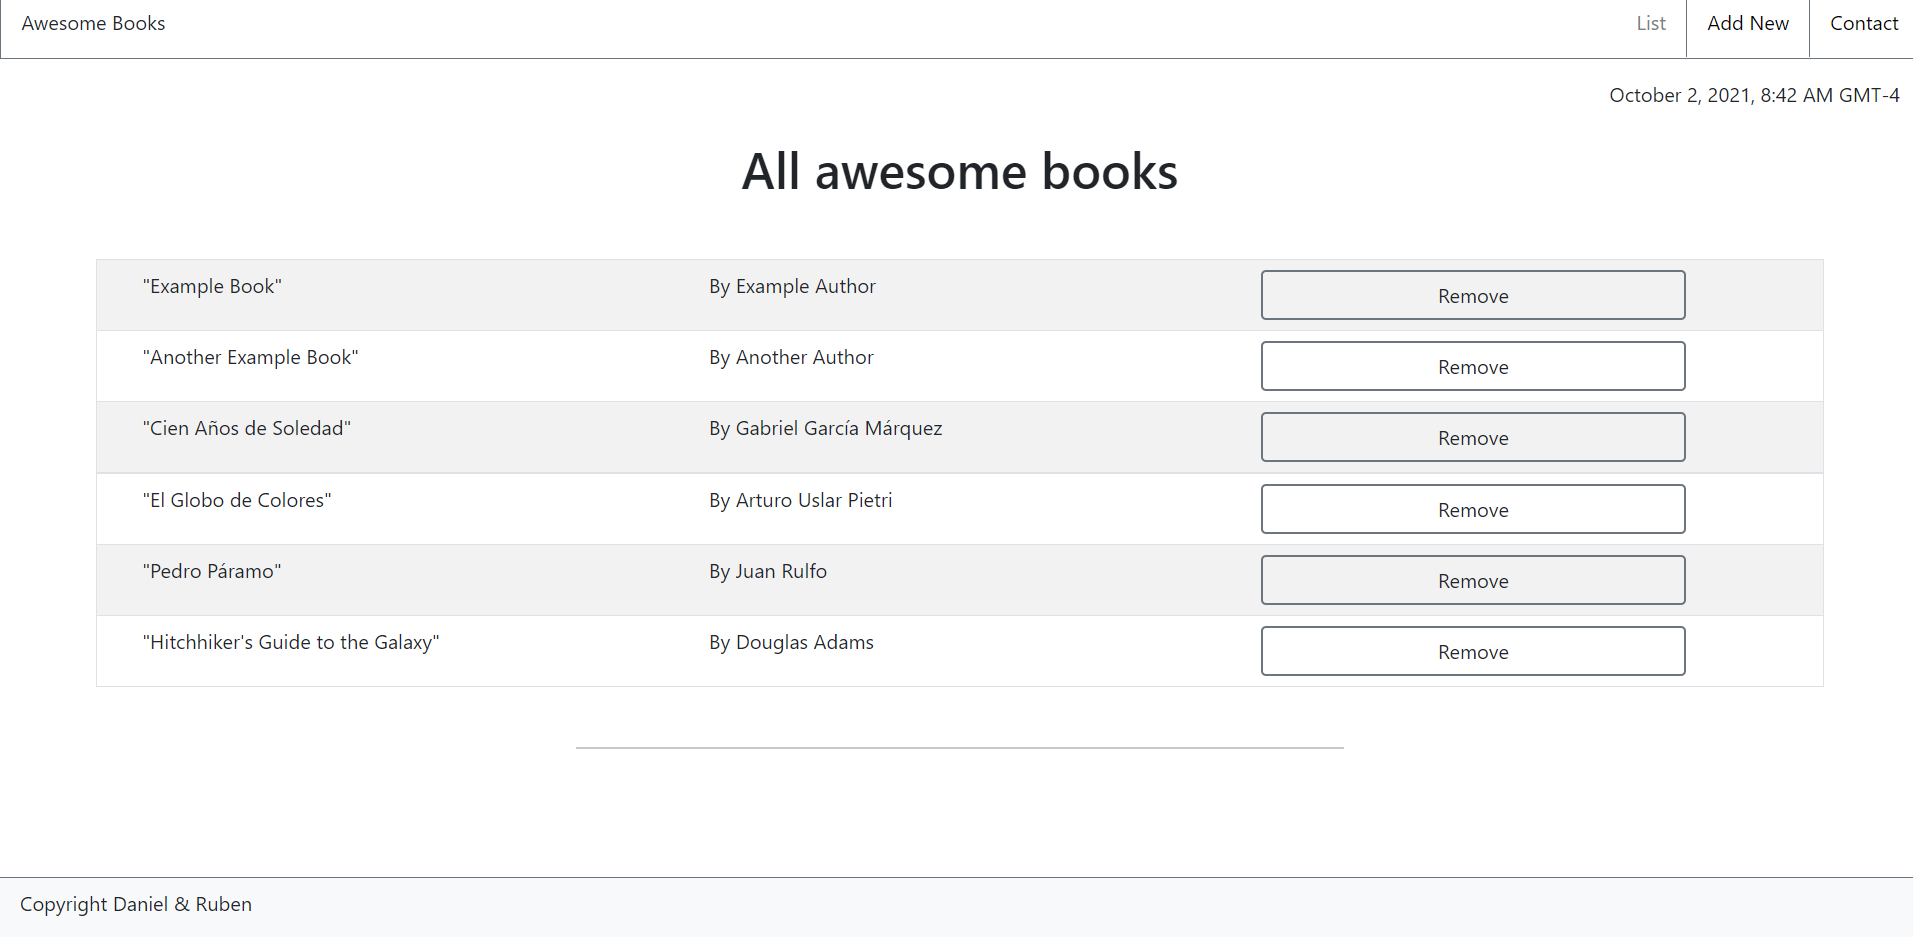 Awesome Books List Add New Contact
October 2, 2021, 8:42 AM GMT-4
All awesome books
"Example Book" By Example Author Remove
"Another Example Book" By Another Author Remove
"Cien Años de Soledad" By Gabriel García Márquez Remove
"El Globo de Colores" By Arturo Uslar Pietri Remove
"Pedro Páramo" By Juan Rulfo Remove
"Hitchhiker's Guide to the Galaxy" By Douglas Adams Remove
Copyright Daniel & Ruben